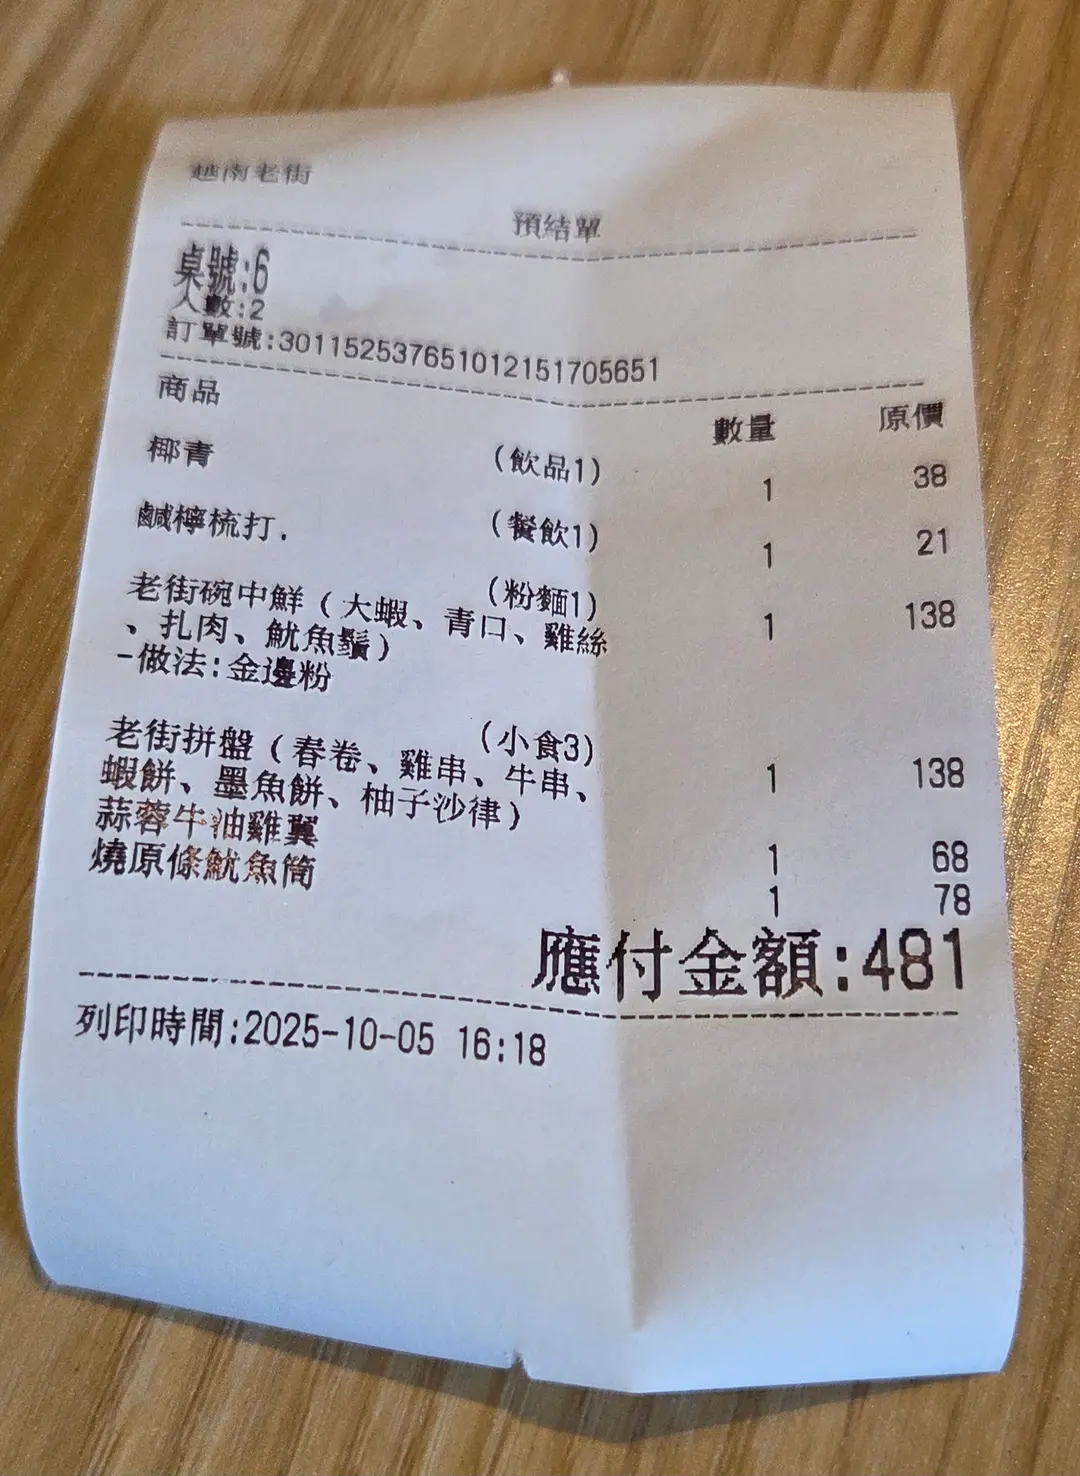 越南老街
預結單
桌號:6
人數:2
訂單號:301152537651012151705651
商品 數量 原價
椰青 (飲品1) 1 38
鹹檸梳打. (餐飲1) 1 21
老街碗中鮮(大蝦、青口、雞絲 (粉麵1) 1 138
、扎肉、魷魚鬚)
-做法:金邊粉
老街拼盤(春卷、雞串、牛串、 (小食3) 1 138
蝦餅、墨魚餅、柚子沙律)
蒜蓉牛油雞翼 1 68
燒原條魷魚筒 1 78
應付金額:481
列印時間:2025-10-05 16:18